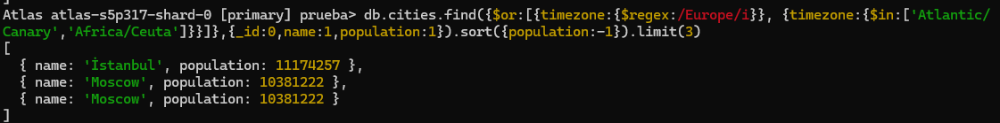 Atlas atlas-s5p317-shard-0 [primary] prueba> db.cities.find({$or:[{timezone:{$regex:/Europe/i}}, {timezone:{$in:['Atlantic/
Canary','Africa/Ceuta']}}]},{_id:0,name:1,population:1}).sort({population:-1}).limit(3)
[
  { name: 'İstanbul', population: 11174257 },
  { name: 'Moscow', population: 10381222 },
  { name: 'Moscow', population: 10381222 }
]